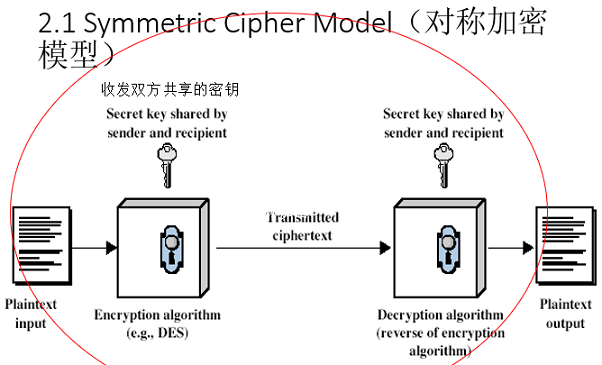 2.1 Symmetric Cipher Model（对称加密
模型）
收发双方共享的密钥
Secret key shared by
sender and recipient
Secret key shared by
sender and recipient
Transmitted
ciphertext
Plaintext
input
Encryption algorithm
(e.g., DES)
Decryption algorithm
(reverse of encryption
algorithm)
Plaintext
output